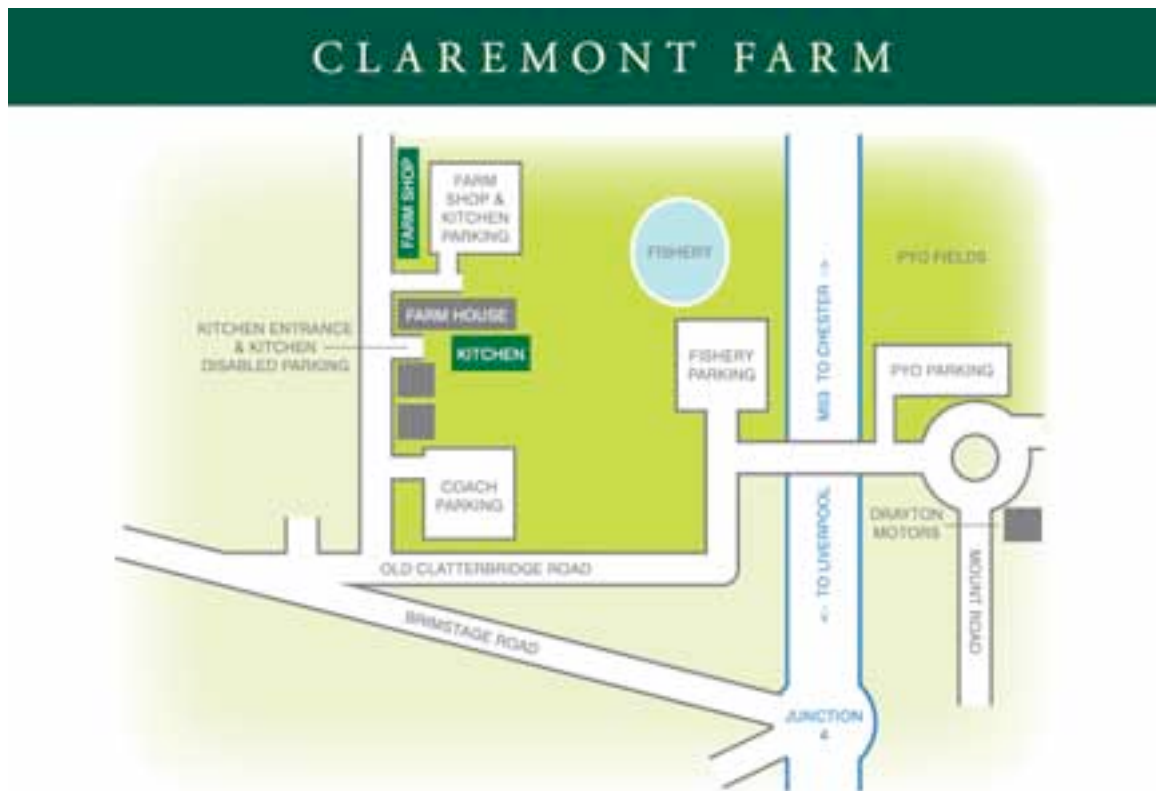 CLAREMONT FARM
FARM SHOP
FARM
SHOP &
KITCHEN
PARKING
FISHERY
PYO FIELDS
FARM HOUSE
KITCHEN ENTRANCE
& KITCHEN
DISABLED PARKING
KITCHEN
FISHERY
PARKING
M53 TO CHESTER ->
PYO PARKING
COACH
PARKING
<- TO LIVERPOOL
DRAYTON
MOTORS
OLD CLATTERBRIDGE ROAD
BRIMSTAGE ROAD
MOUNT ROAD
JUNCTION
4